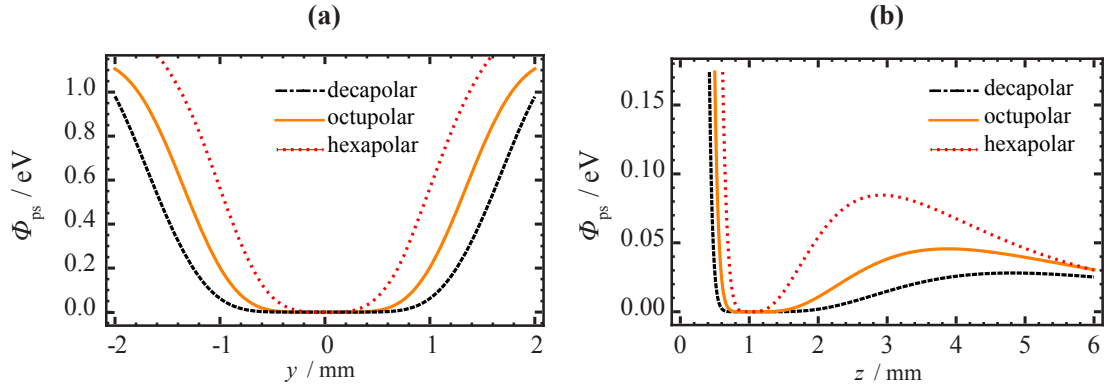 (a)
1.0
0.8
0.6
0.4
0.2
0.0
Φps / eV
decapolar
octupolar
hexapolar
-2
-1
0
1
2
y / mm
(b)
0.15
0.10
0.05
0.00
Φps / eV
decapolar
octupolar
hexapolar
0
1
2
3
4
5
6
z / mm